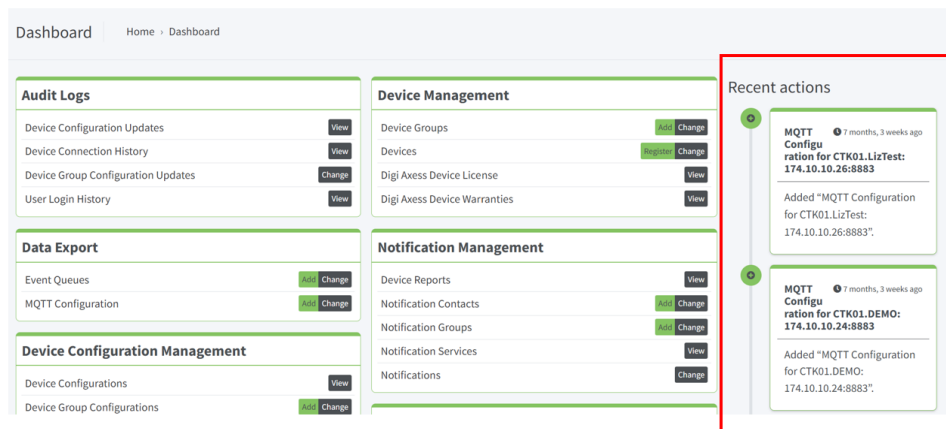 Dashboard
Home › Dashboard
Audit Logs
Device Configuration Updates View
Device Connection History View
Device Group Configuration Updates Change
User Login History View
Data Export
Event Queues Add Change
MQTT Configuration Add Change
Device Configuration Management
Device Configurations View
Device Group Configurations Add Change
Device Management
Device Groups Add Change
Devices Register Change
Digi Axess Device License View
Digi Axess Device Warranties View
Notification Management
Device Reports View
Notification Contacts Add Change
Notification Groups Add Change
Notification Services View
Notifications Change
Recent actions
MQTT 7 months, 3 weeks ago
Configu
ration for CTK01.LizTest:
174.10.10.26:8883
Added “MQTT Configuration
for CTK01.LizTest:
174.10.10.26:8883”.
MQTT 7 months, 3 weeks ago
Configu
ration for CTK01.DEMO:
174.10.10.24:8883
Added “MQTT Configuration
for CTK01.DEMO:
174.10.10.24:8883”.